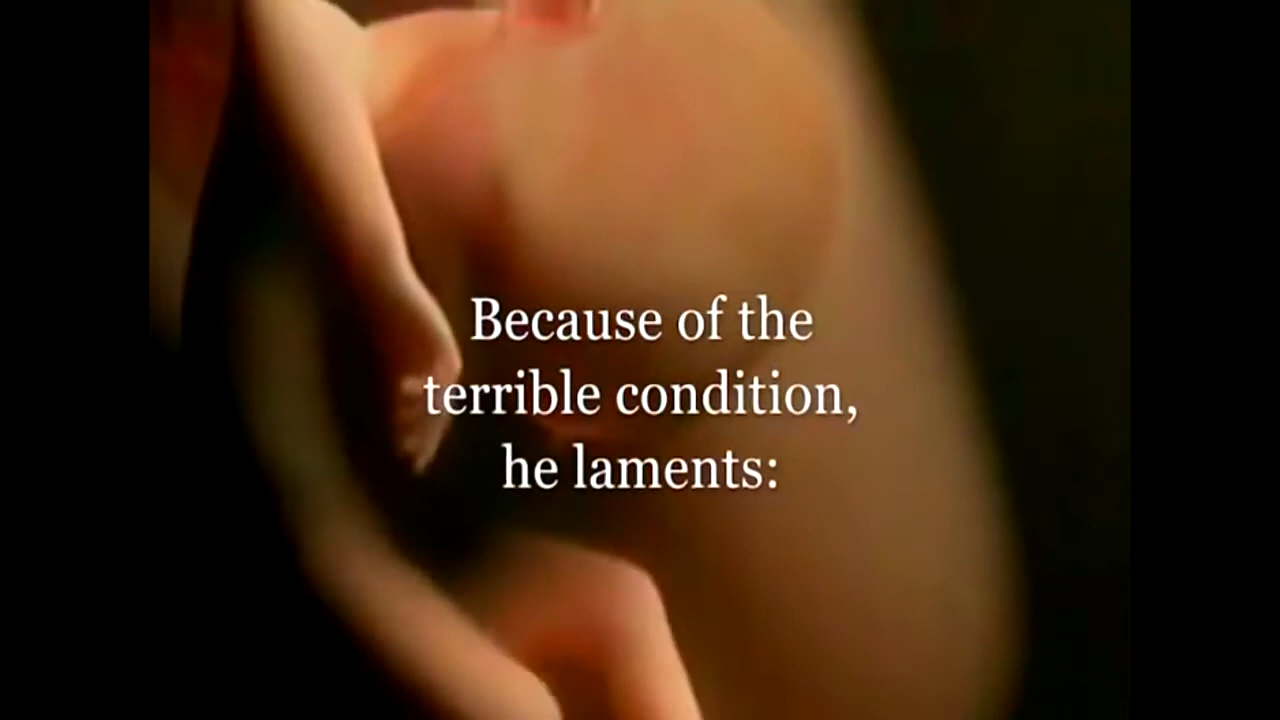 Because of the
terrible condition,
he laments: